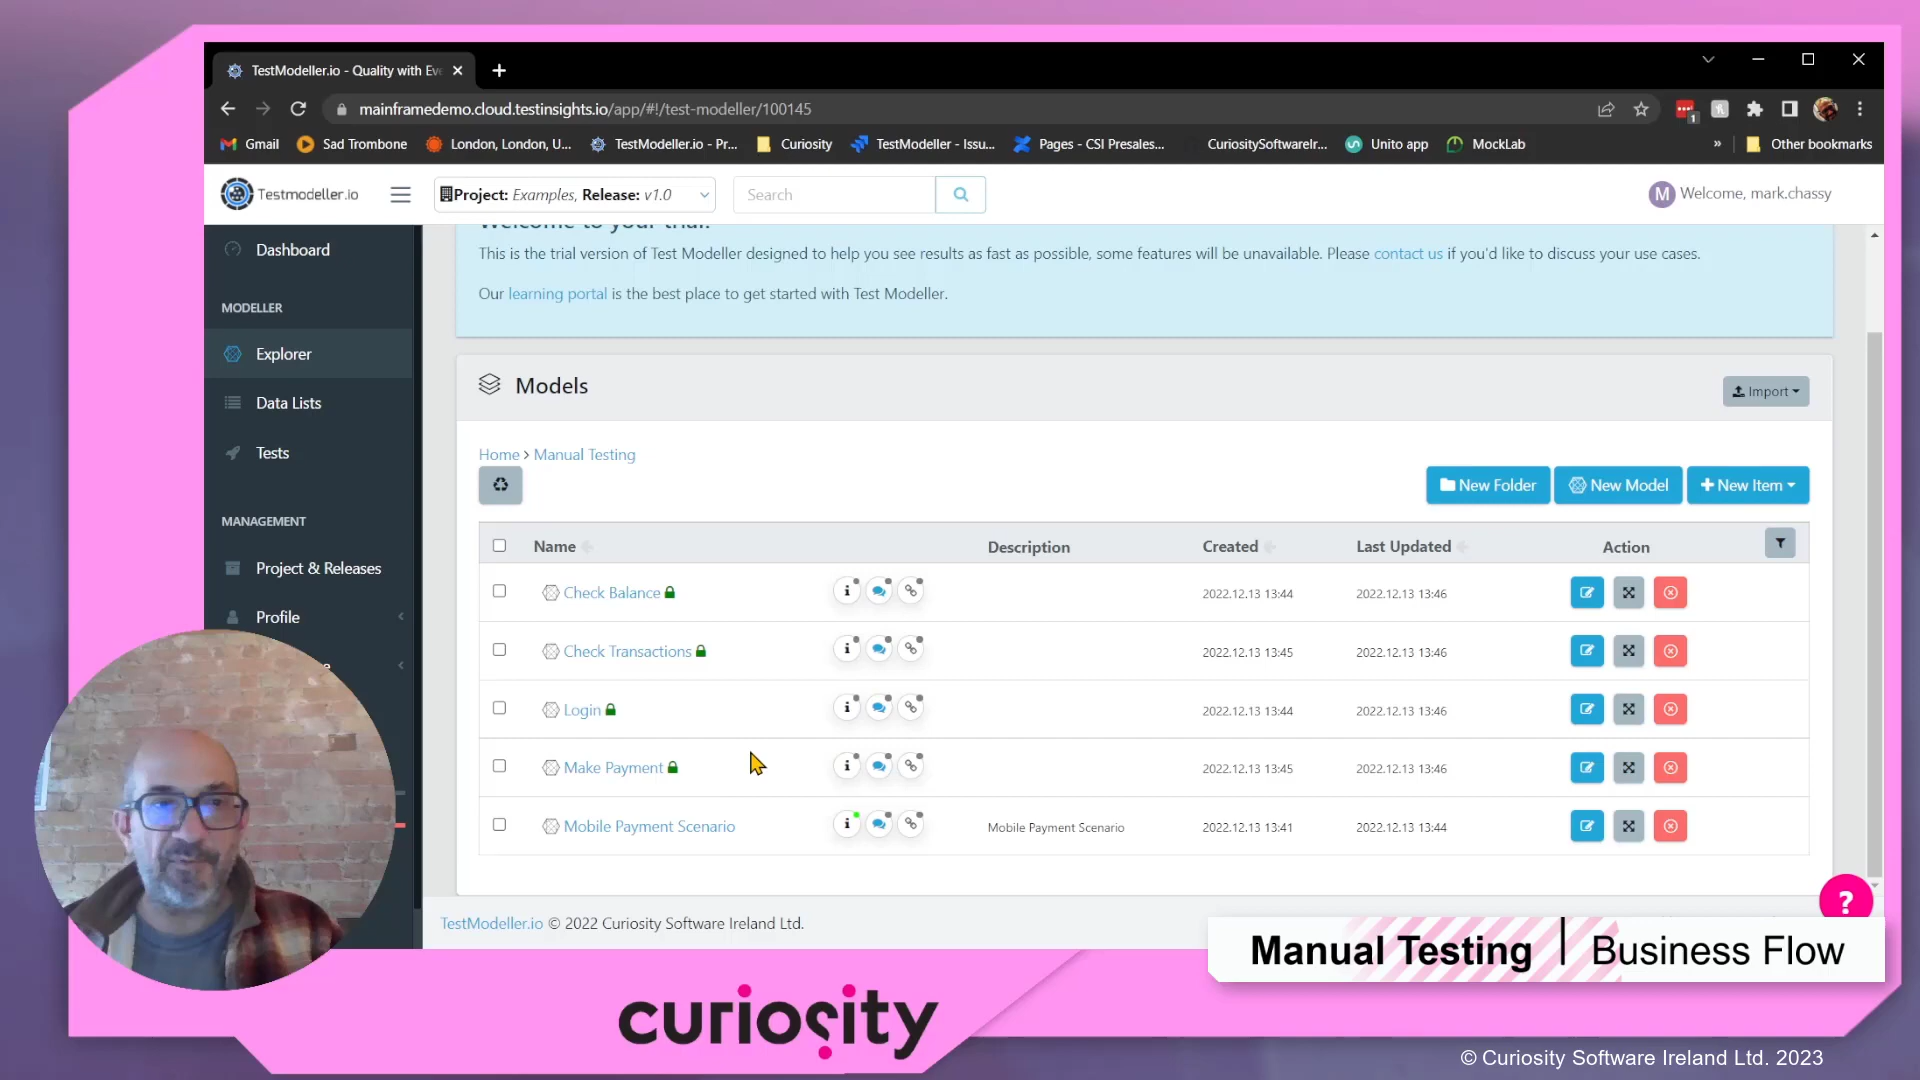 TestModeller.io - Quality with Eve
mainframedemo.cloud.testinsights.io/app/#!/test-modeller/100145
1
Gmail
Sad Trombone
London, London, U...
TestModeller.io - Pr...
Curiosity
TestModeller - Issu...
Pages - CSI Presales...
CuriositySoftwareIr...
Unito app
MockLab
»
Other bookmarks
Testmodeller.io
Project: Examples, Release: v1.0
Search
M
Welcome, mark.chassy
Dashboard
MODELLER
Explorer
Data Lists
Tests
MANAGEMENT
Project & Releases
Profile
Welcome to your trial!
This is the trial version of Test Modeller designed to help you see results as fast as possible, some features will be unavailable. Please contact us if you'd like to discuss your use cases.
Our learning portal is the best place to get started with Test Modeller.
Models
Import
Home > Manual Testing
New Folder
New Model
New Item
Name Description Created Last Updated Action
Check Balance 2022.12.13 13:44 2022.12.13 13:46
Check Transactions 2022.12.13 13:45 2022.12.13 13:46
Login 2022.12.13 13:44 2022.12.13 13:46
Make Payment 2022.12.13 13:45 2022.12.13 13:46
Mobile Payment Scenario Mobile Payment Scenario 2022.12.13 13:41 2022.12.13 13:44
TestModeller.io © 2022 Curiosity Software Ireland Ltd.
?
Manual Testing | Business Flow
curiosity
© Curiosity Software Ireland Ltd. 2023